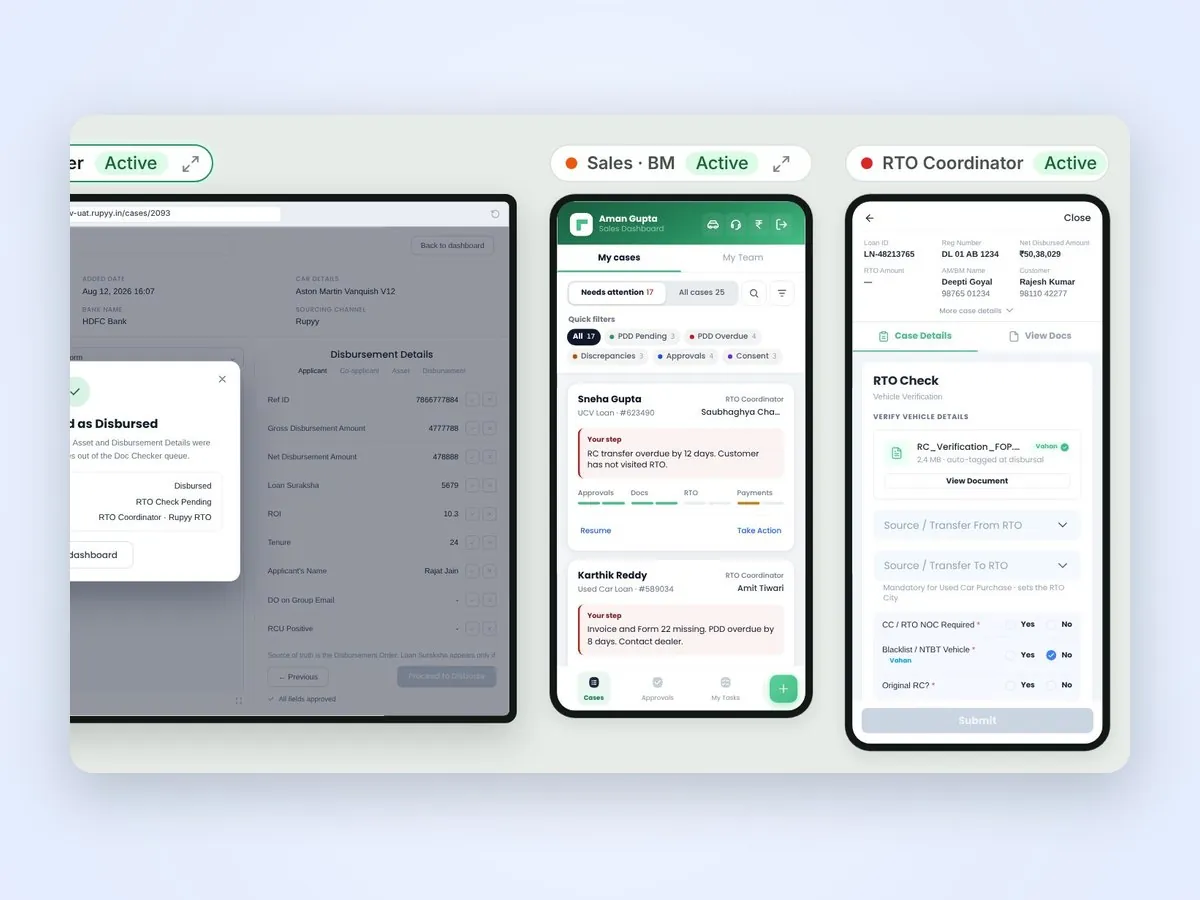 er Active
v-uat.rupyy.in/cases/2093
Back to dashboard
ADDED DATE
Aug 12, 2026 16:07
CAR DETAILS
Aston Martin Vanquish V12
BANK NAME
HDFC Bank
SOURCING CHANNEL
Rupyy
orm
d as Disbursed
Asset and Disbursement Details were
s out of the Doc Checker queue.
Disbursed
RTO Check Pending
RTO Coordinator · Rupyy RTO
dashboard
Disbursement Details
Applicant Co-applicant Asset Disbursement
Ref ID 7866777884
Gross Disbursement Amount 4777788
Net Disbursement Amount 478888
Loan Suraksha 5679
ROI 10.3
Tenure 24
Applicant's Name Rajat Jain
DO on Group Email -
RCU Positive -
Source of truth is the Disbursement Order. Loan Suraksha appears only if
← Previous
Proceed to Disburse
All fields approved
Sales · BM Active
Aman Gupta
Sales Dashboard
My cases My Team
Needs attention 17 All cases 25
Quick filters
All 17 PDD Pending 3 PDD Overdue 4
Discrepancies 3 Approvals 4 Consent 3
Sneha Gupta RTO Coordinator
UCV Loan · #623490 Saubhaghya Cha...
Your step
RC transfer overdue by 12 days. Customer
has not visited RTO.
Approvals Docs RTO Payments
Resume Take Action
Karthik Reddy RTO Coordinator
Used Car Loan · #589034 Amit Tiwari
Your step
Invoice and Form 22 missing. PDD overdue by
8 days. Contact dealer.
Cases Approvals My Tasks
RTO Coordinator Active
Close
Loan ID Reg Number Net Disbursed Amount
LN-48213765 DL 01 AB 1234 ₹50,38,029
RTO Amount AM/BM Name Customer
— Deepti Goyal Rajesh Kumar
98765 01234 98110 42277
More case details
Case Details View Docs
RTO Check
Vehicle Verification
VERIFY VEHICLE DETAILS
RC_Verification_FOP.... Vahan
2.4 MB · auto-tagged at disbursal
View Document
Source / Transfer From RTO
Source / Transfer To RTO
Mandatory for Used Car Purchase · sets the RTO
City
CC / RTO NOC Required * Yes No
Blacklist / NTBT Vehicle * Yes No
Vahan
Original RC? * Yes No
Submit